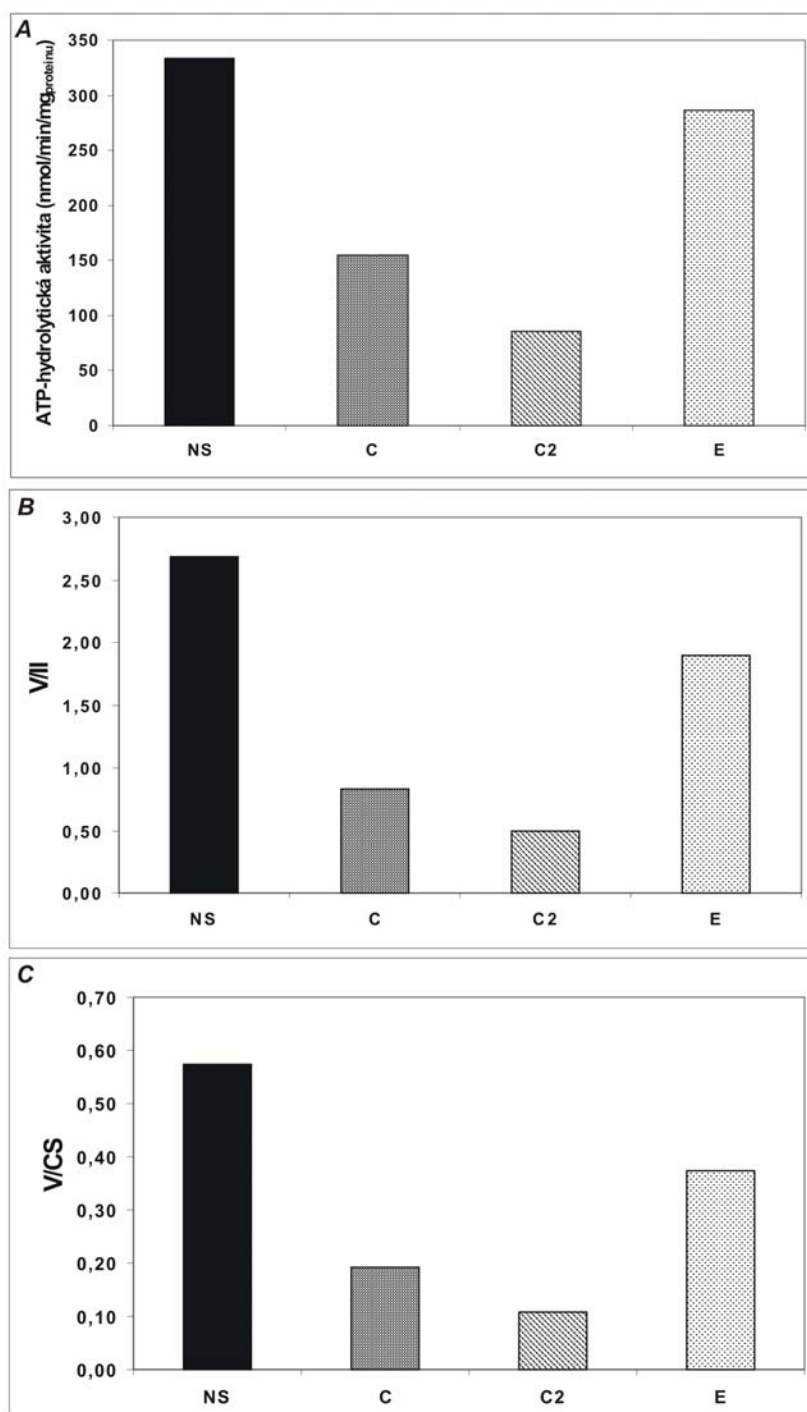 A
ATP-hydrolytická aktivita (nmol/min/mgproteinu)
350
300
250
200
150
100
50
0
NS C C2 E
B
V/II
3,00
2,50
2,00
1,50
1,00
0,50
0,00
NS C C2 E
C
V/CS
0,70
0,60
0,50
0,40
0,30
0,20
0,10
0,00
NS C C2 E